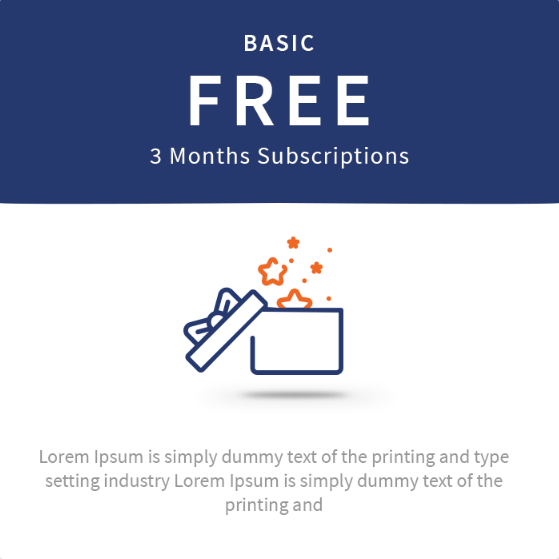 BASIC
FREE
3 Months Subscriptions
Lorem Ipsum is simply dummy text of the printing and type
setting industry Lorem Ipsum is simply dummy text of the
printing and